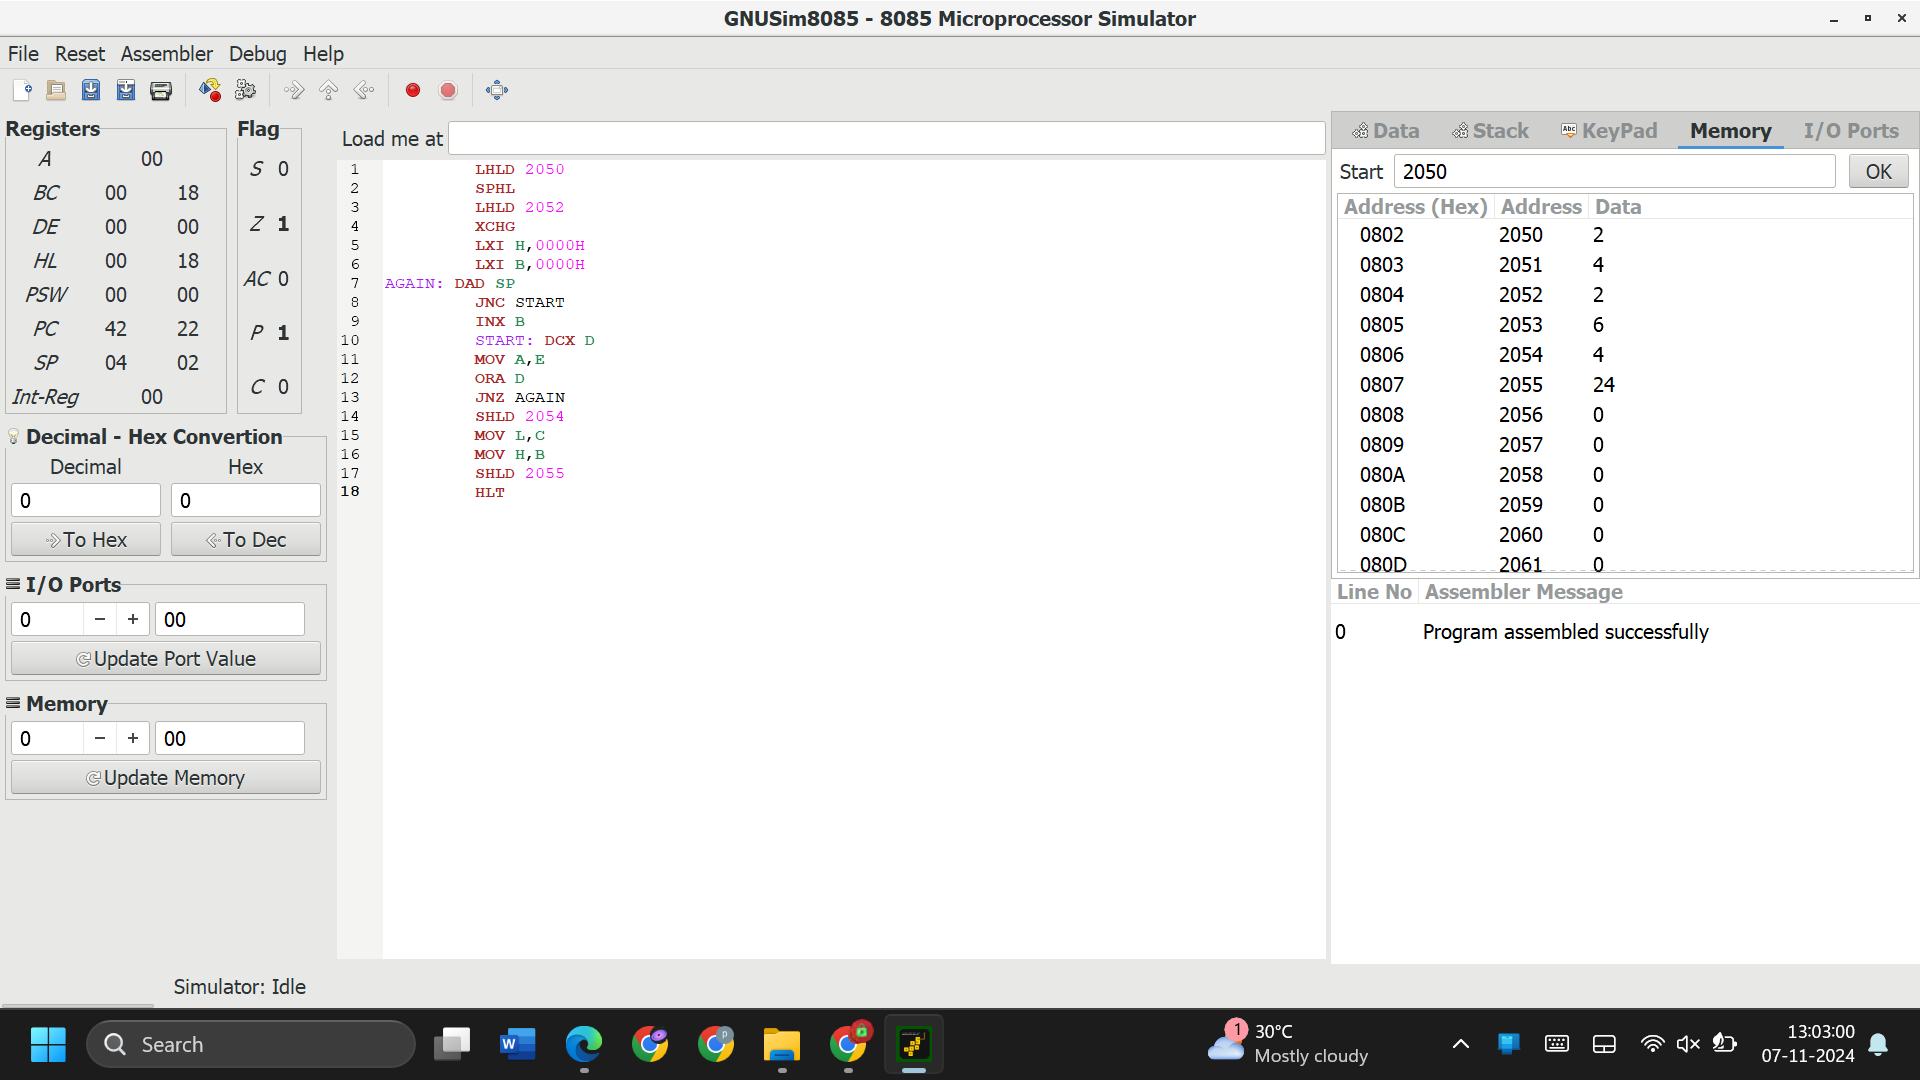 GNUSim8085 - 8085 Microprocessor Simulator
File Reset Assembler Debug Help
Registers
A 00
BC 00 18
DE 00 00
HL 00 18
PSW 00 00
PC 42 22
SP 04 02
Int-Reg 00
Flag
S 0
Z 1
AC 0
P 1
C 0
Decimal - Hex Convertion
Decimal Hex
0 0
To Hex To Dec
I/O Ports
0 − + 00
Update Port Value
Memory
0 − + 00
Update Memory
Simulator: Idle
Load me at
1 LHLD 2050
2 SPHL
3 LHLD 2052
4 XCHG
5 LXI H,0000H
6 LXI B,0000H
7 AGAIN: DAD SP
8 JNC START
9 INX B
10 START: DCX D
11 MOV A,E
12 ORA D
13 JNZ AGAIN
14 SHLD 2054
15 MOV L,C
16 MOV H,B
17 SHLD 2055
18 HLT
Data Stack Abc KeyPad Memory I/O Ports
Start 2050 OK
Address (Hex) Address Data
0802 2050 2
0803 2051 4
0804 2052 2
0805 2053 6
0806 2054 4
0807 2055 24
0808 2056 0
0809 2057 0
080A 2058 0
080B 2059 0
080C 2060 0
080D 2061 0
Line No Assembler Message
0 Program assembled successfully
Search
W
p
1
30°C
Mostly cloudy
13:03:00
07-11-2024